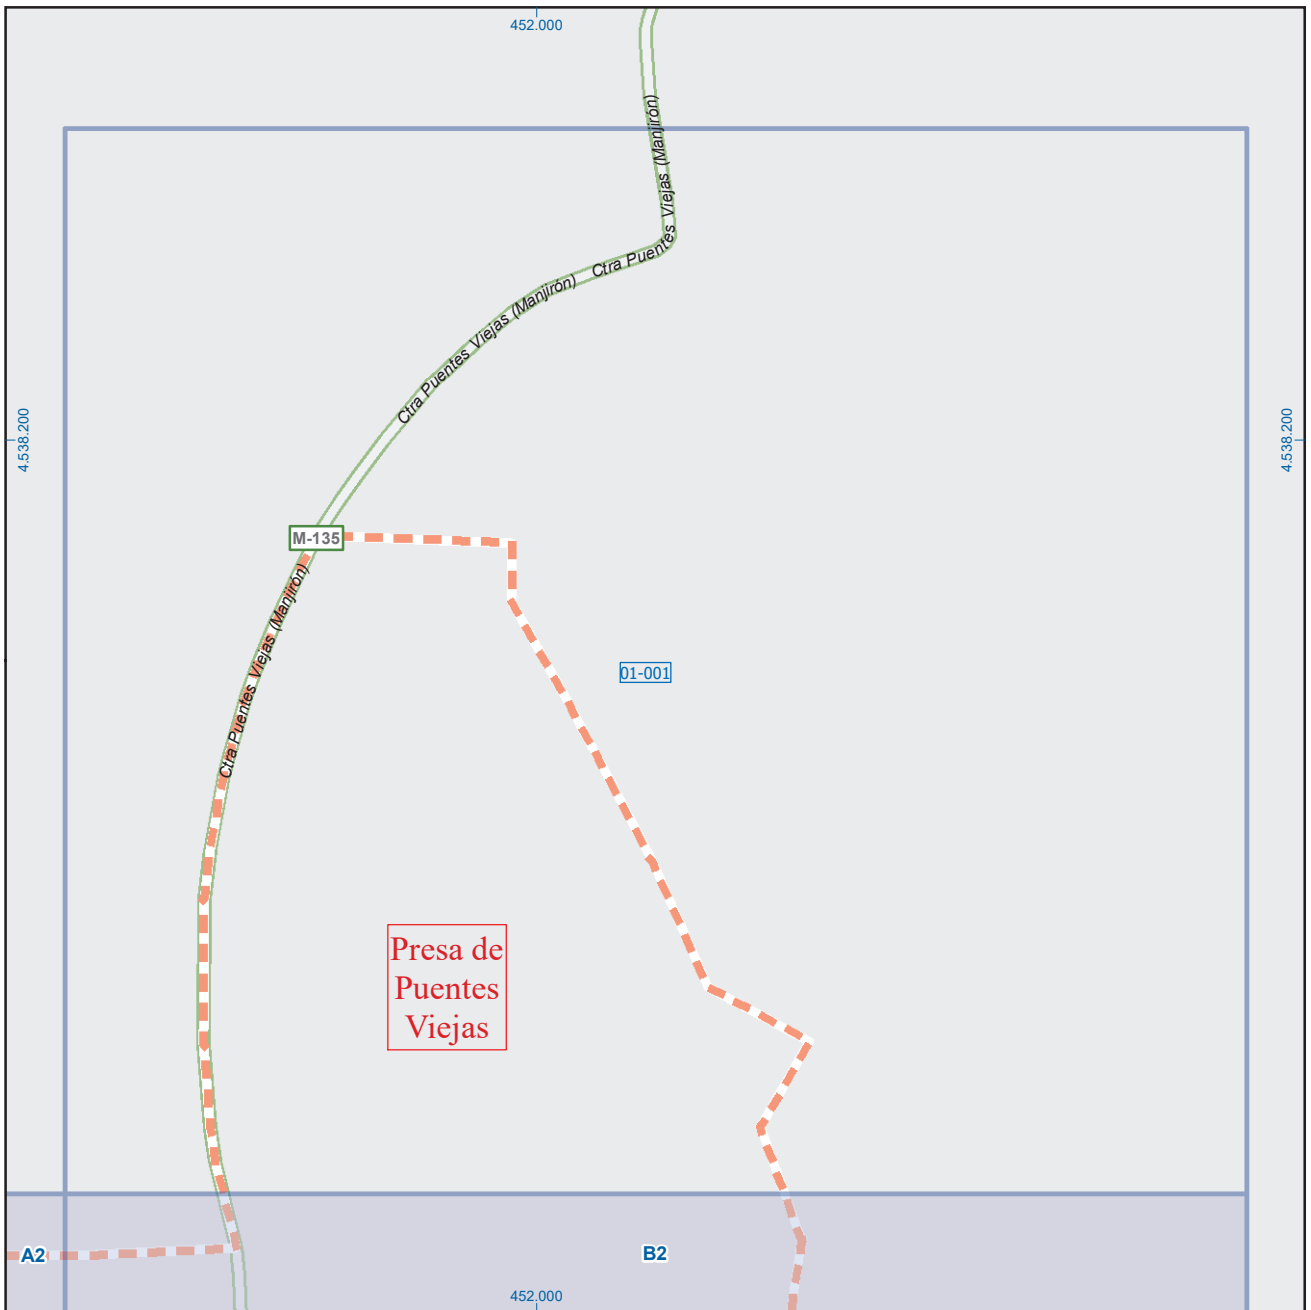 452.000
Ctra Puentes Viejas (Manjirón)
Ctra Puentes Viejas (Manjirón)
4.538.200
4.538.200
M-135
Ctra Puentes Viejas (Manjirón)
01-001
Presa de
Puentes
Viejas
A2
B2
452.000